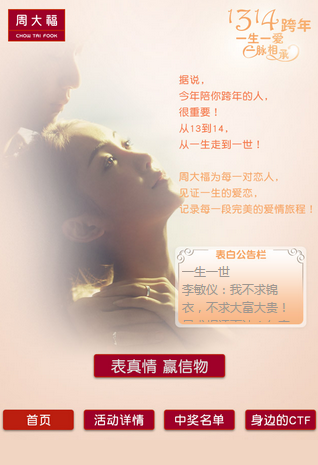 周大福
CHOW TAI FOOK
1314跨年
一生一爱
一脉相承
据说，
今年陪你跨年的人，
很重要！
从13到14，
从一生走到一世！
周大福为每一对恋人，
见证一生的爱恋，
记录每一段完美的爱情旅程！
表白公告栏
一生一世
李敏仪：我不求锦
衣，不求大富大贵！
表真情 赢信物
首页
活动详情
中奖名单
身边的CTF